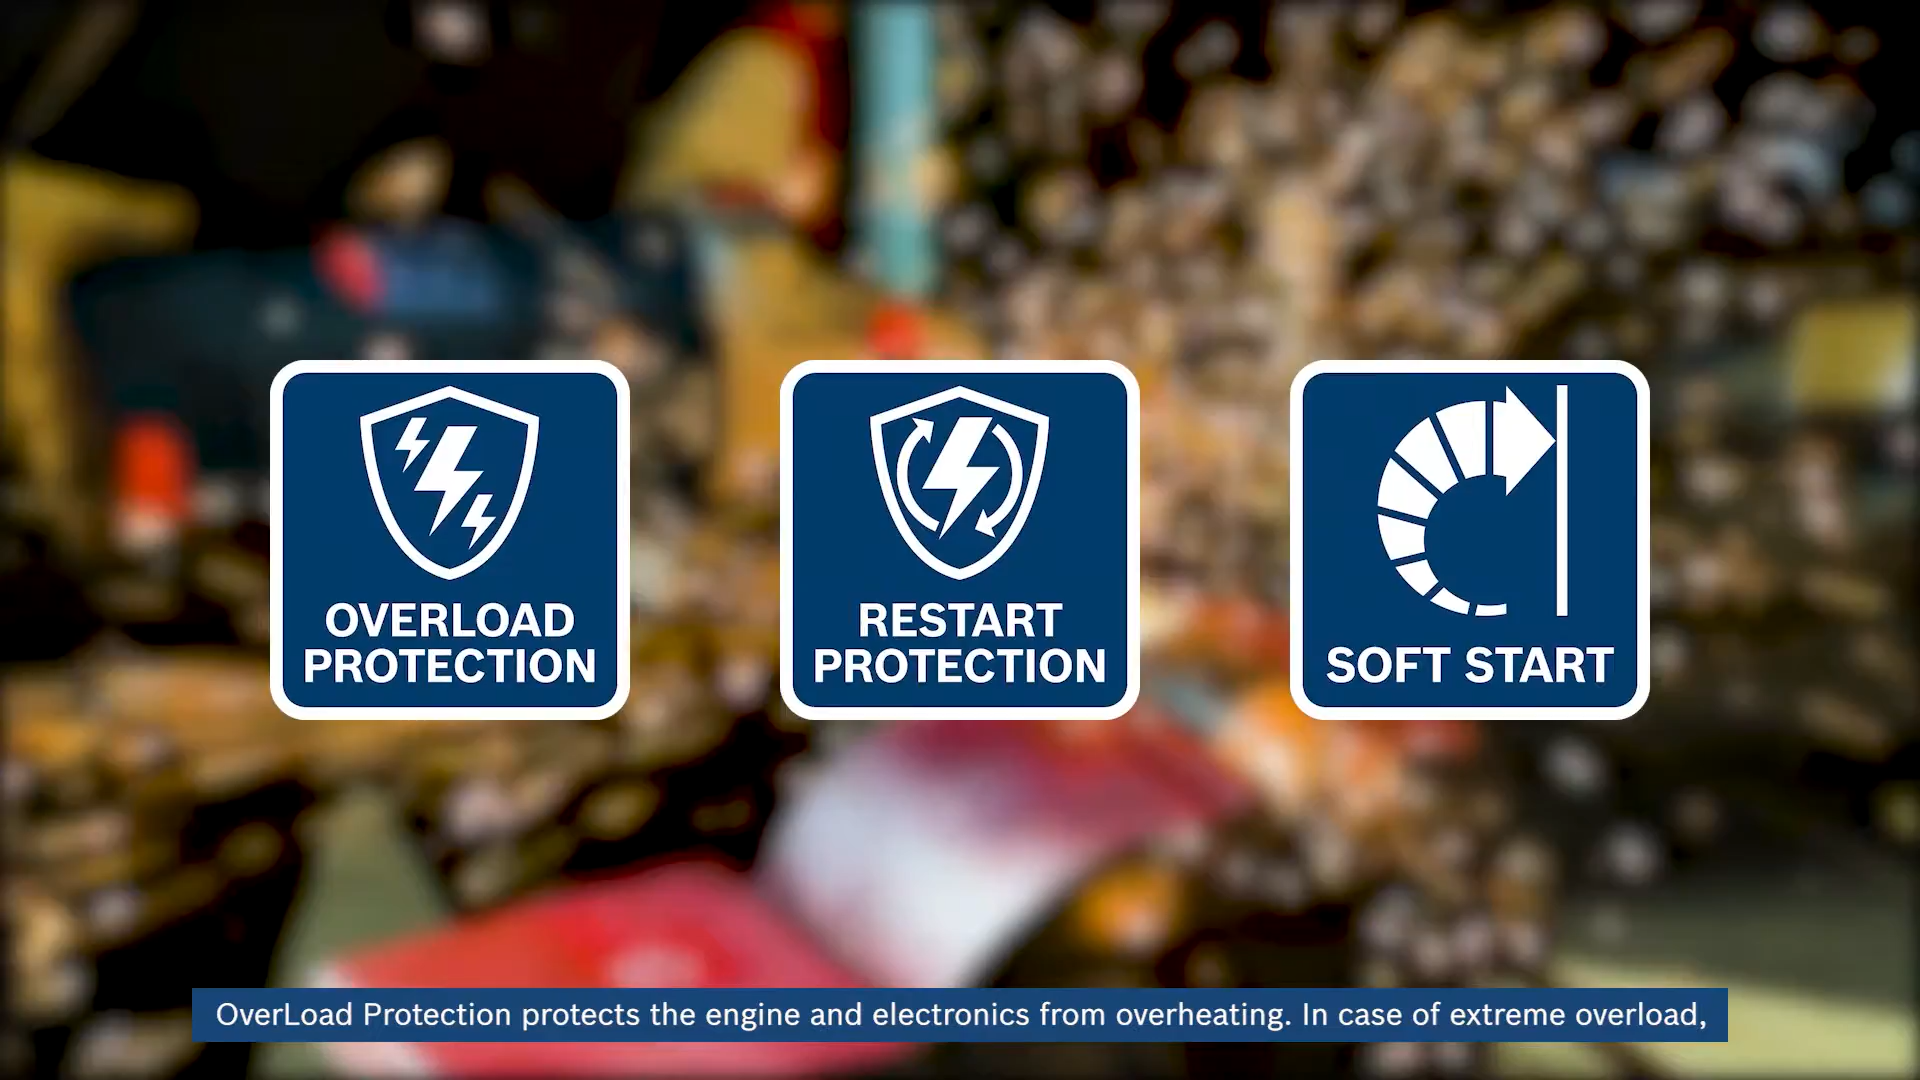 OVERLOAD
PROTECTION
RESTART
PROTECTION
SOFT START
OverLoad Protection protects the engine and electronics from overheating. In case of extreme overload,